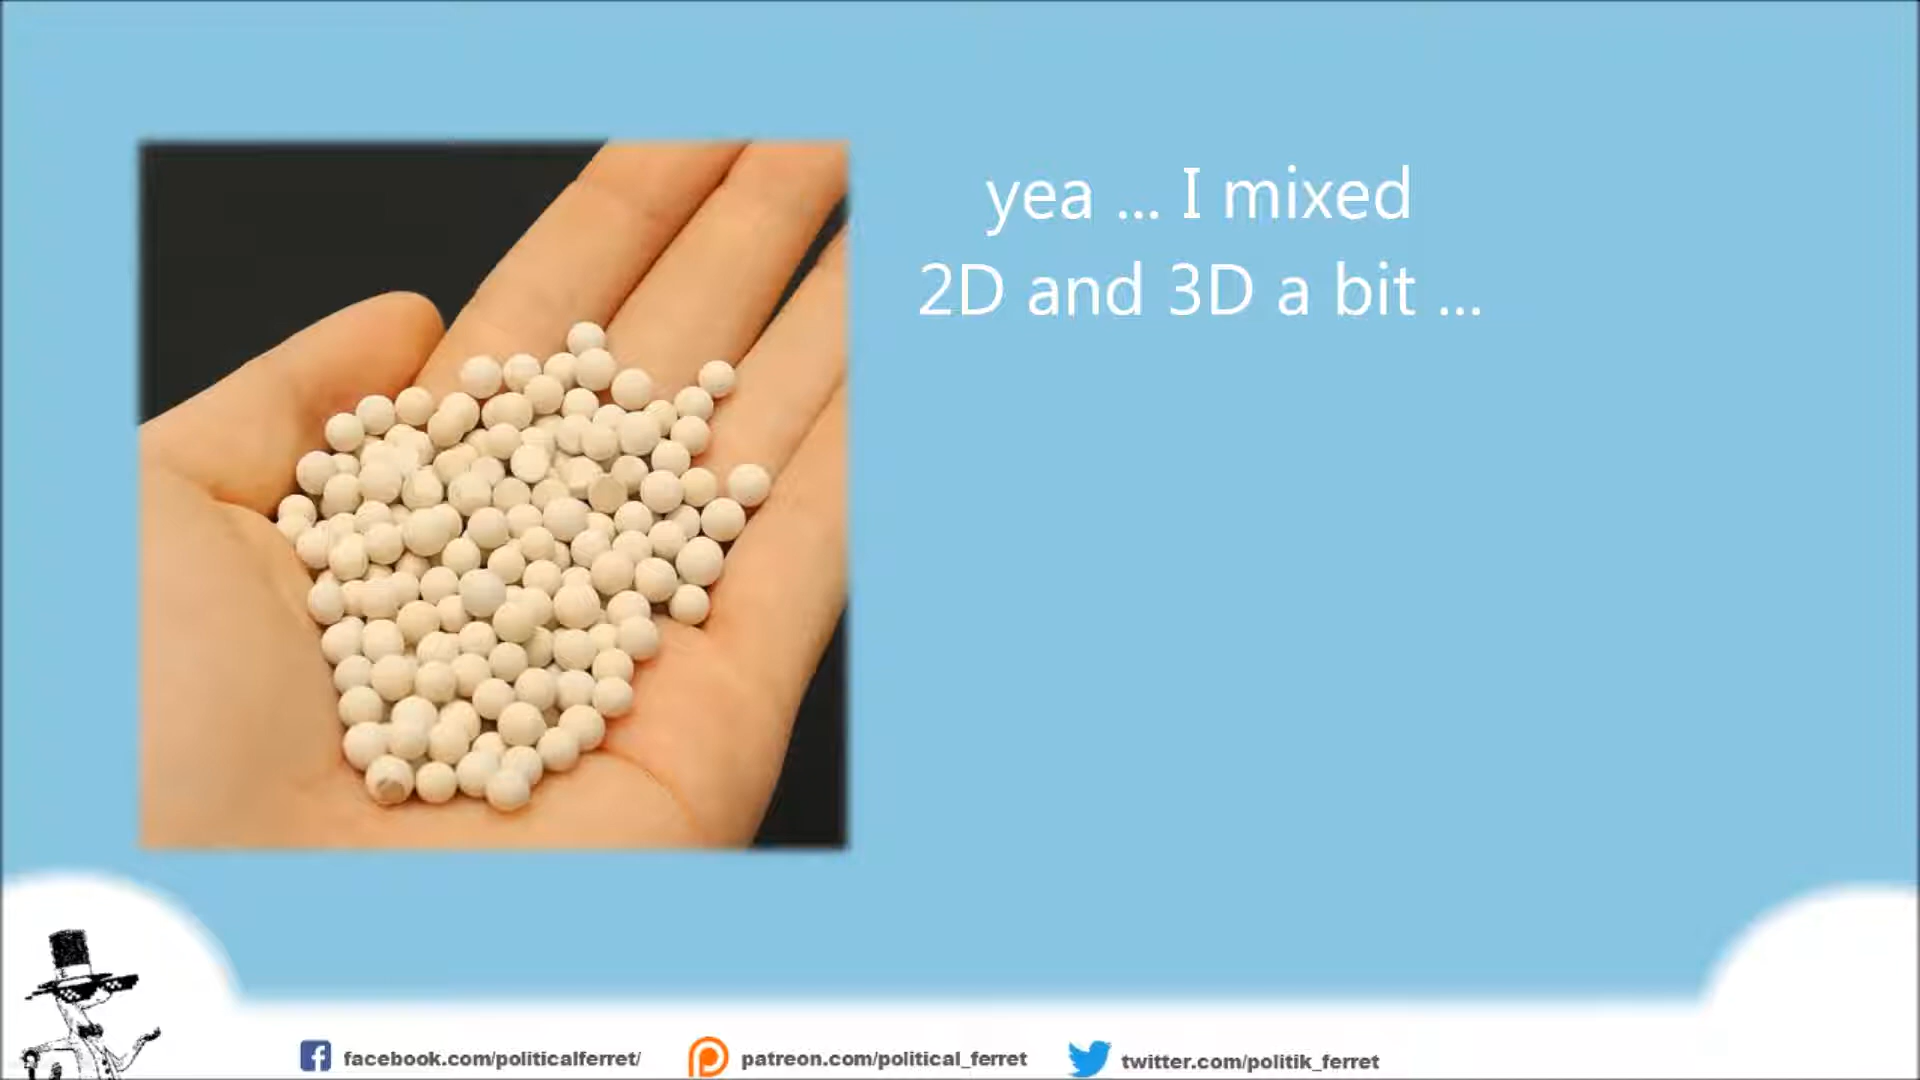 yea ... I mixed
2D and 3D a bit ...
facebook.com/politicalferret/
patreon.com/political_ferret
twitter.com/politik_ferret